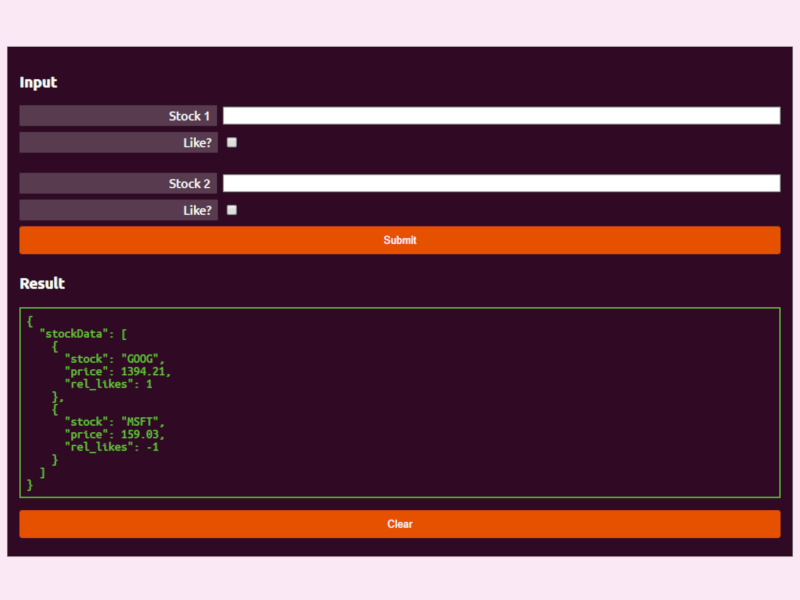 Input
Stock 1
Like?
Stock 2
Like?
Submit
Result
{
  "stockData": [
    {
      "stock": "GOOG",
      "price": 1394.21,
      "rel_likes": 1
    },
    {
      "stock": "MSFT",
      "price": 159.03,
      "rel_likes": -1
    }
  ]
}
Clear